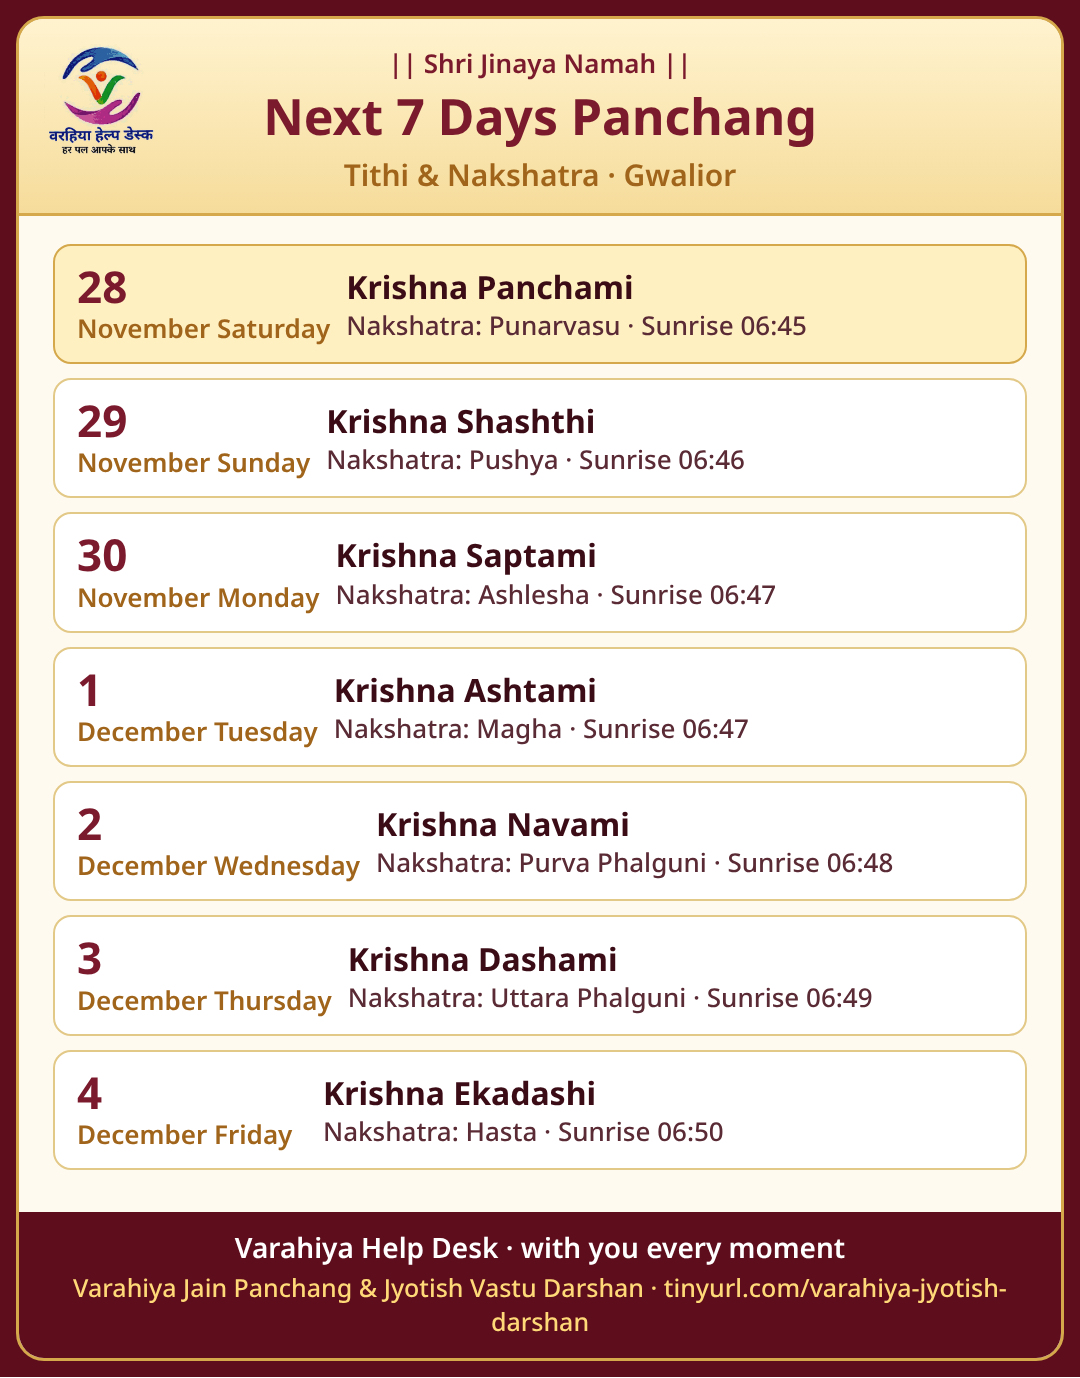 वरहिया हेल्प डेस्क
हर पल आपके साथ
|| Shri Jinaya Namah ||
Next 7 Days Panchang
Tithi & Nakshatra · Gwalior
28
November Saturday
Krishna Panchami
Nakshatra: Punarvasu · Sunrise 06:45
29
November Sunday
Krishna Shashthi
Nakshatra: Pushya · Sunrise 06:46
30
November Monday
Krishna Saptami
Nakshatra: Ashlesha · Sunrise 06:47
1
December Tuesday
Krishna Ashtami
Nakshatra: Magha · Sunrise 06:47
2
December Wednesday
Krishna Navami
Nakshatra: Purva Phalguni · Sunrise 06:48
3
December Thursday
Krishna Dashami
Nakshatra: Uttara Phalguni · Sunrise 06:49
4
December Friday
Krishna Ekadashi
Nakshatra: Hasta · Sunrise 06:50
Varahiya Help Desk · with you every moment
Varahiya Jain Panchang & Jyotish Vastu Darshan · tinyurl.com/varahiya-jyotish-
darshan